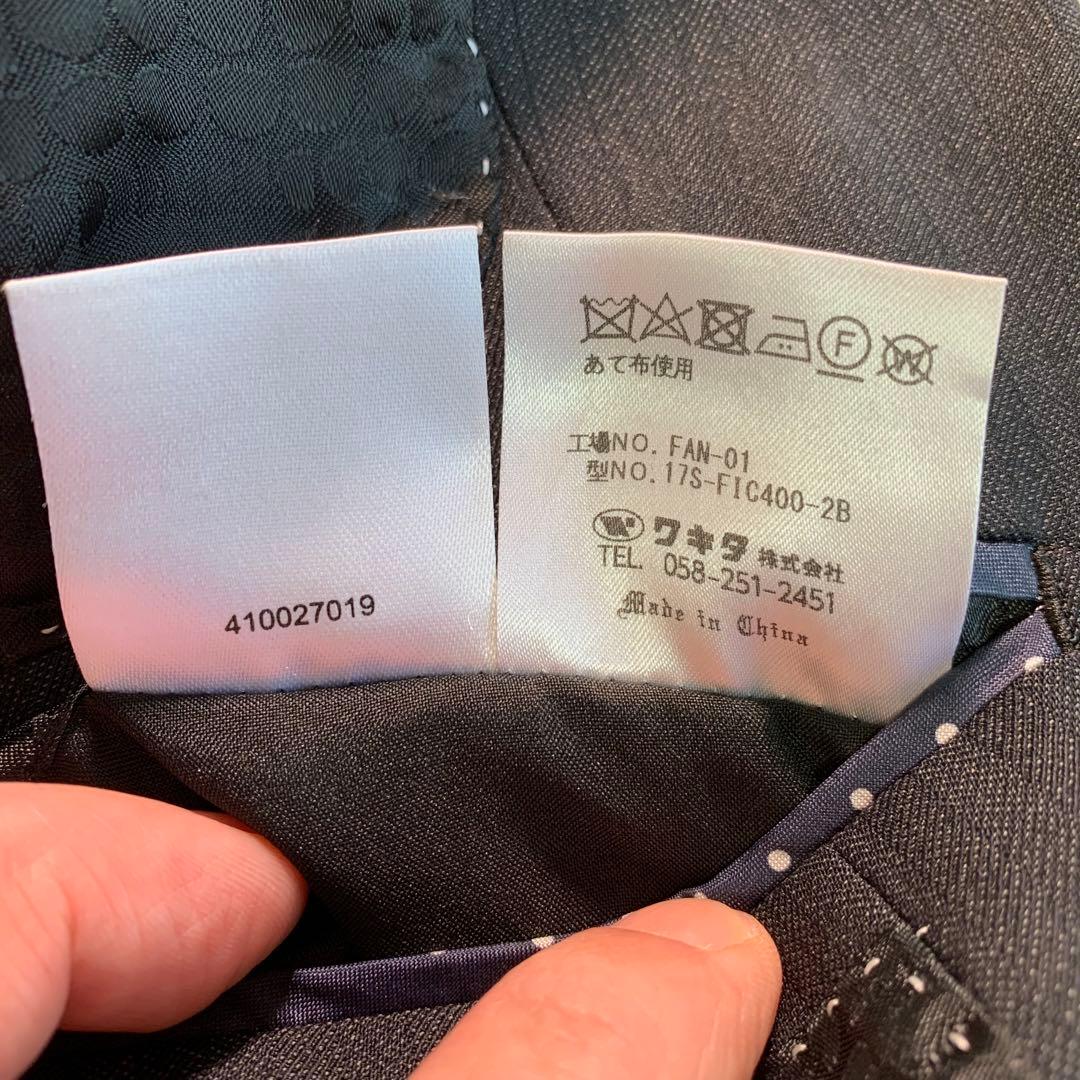 410027019
F W
あて布使用
工場NO. FAN-01
型NO. 17S-FIC400-2B
W ワキタ 株式会社
TEL. 058-251-2451
Made in China